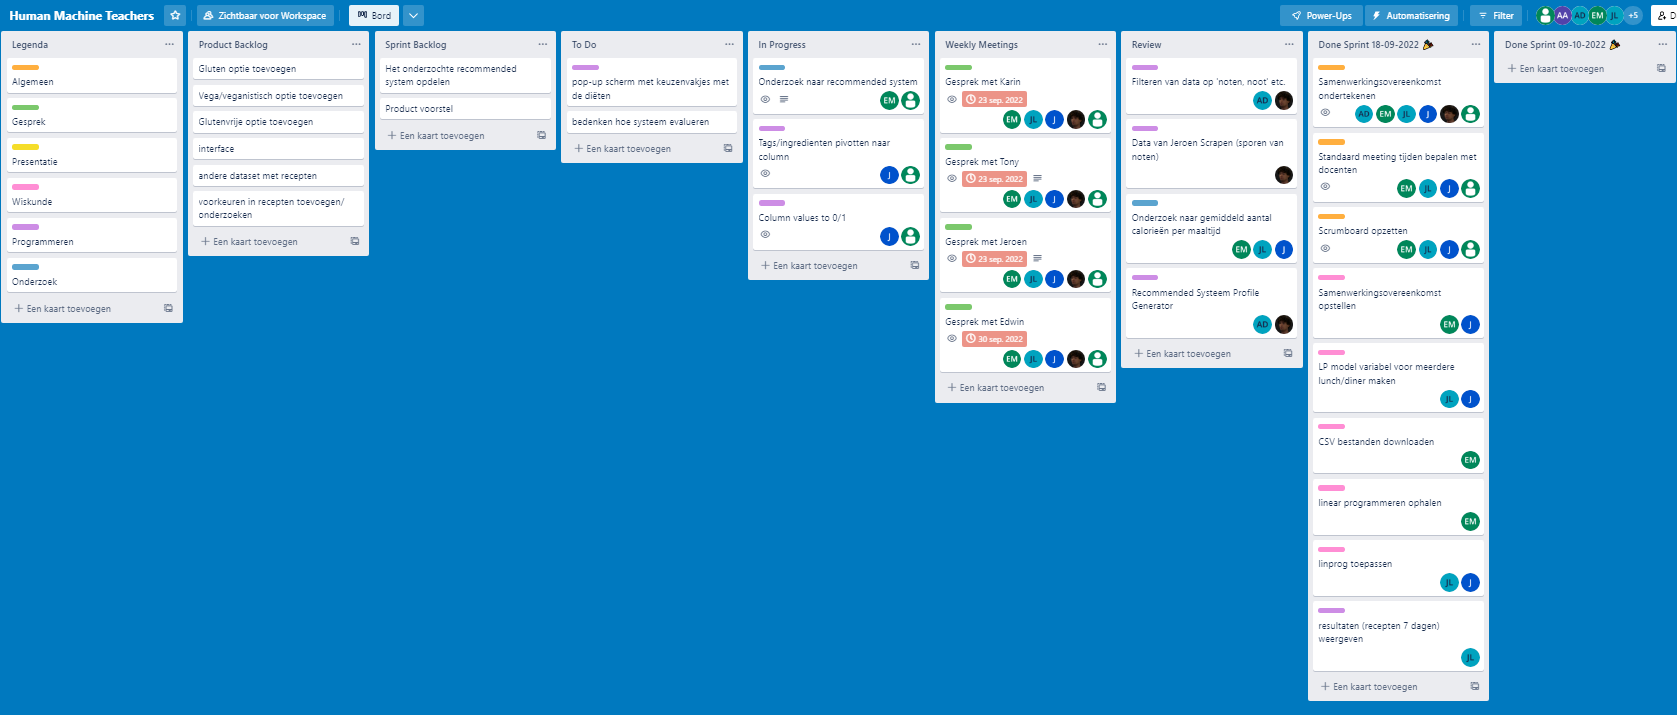 Human Machine Teachers
Zichtbaar voor Workspace
Bord
Power-Ups
Automatisering
Filter
AA
AD
EM
JL
+5
D
Legenda
Algemeen
Gesprek
Presentatie
Wiskunde
Programmeren
Onderzoek
Een kaart toevoegen
Product Backlog
Gluten optie toevoegen
Vega/veganistisch optie toevoegen
Glutenvrije optie toevoegen
interface
andere dataset met recepten
voorkeuren in recepten toevoegen/
onderzoeken
Een kaart toevoegen
Sprint Backlog
Het onderzochte recommended
system opdelen
Product voorstel
Een kaart toevoegen
To Do
pop-up scherm met keuzenvakjes met
de diëten
bedenken hoe systeem evalueren
Een kaart toevoegen
In Progress
Onderzoek naar recommended system
EM
Tags/ingredienten pivotten naar
column
J
Column values to 0/1
J
Een kaart toevoegen
Weekly Meetings
Gesprek met Karin
23 sep. 2022
EM JL J
Gesprek met Tony
23 sep. 2022
EM JL J
Gesprek met Jeroen
23 sep. 2022
EM JL J
Gesprek met Edwin
30 sep. 2022
EM JL J
Een kaart toevoegen
Review
Filteren van data op 'noten, noot' etc.
AD
Data van Jeroen Scrapen (sporen van
noten)
Onderzoek naar gemiddeld aantal
calorieën per maaltijd
EM JL J
Recommended Systeem Profile
Generator
AD
Een kaart toevoegen
Done Sprint 18-09-2022
Samenwerkingsovereenkomst
ondertekenen
AD EM JL J
Standaard meeting tijden bepalen met
docenten
EM JL J
Scrumboard opzetten
EM JL J
Samenwerkingsovereenkomst
opstellen
EM J
LP model variabel voor meerdere
lunch/diner maken
JL J
CSV bestanden downloaden
EM
linear programmeren ophalen
EM
linprog toepassen
JL J
resultaten (recepten 7 dagen)
weergeven
JL
Een kaart toevoegen
Done Sprint 09-10-2022
Een kaart toevoegen